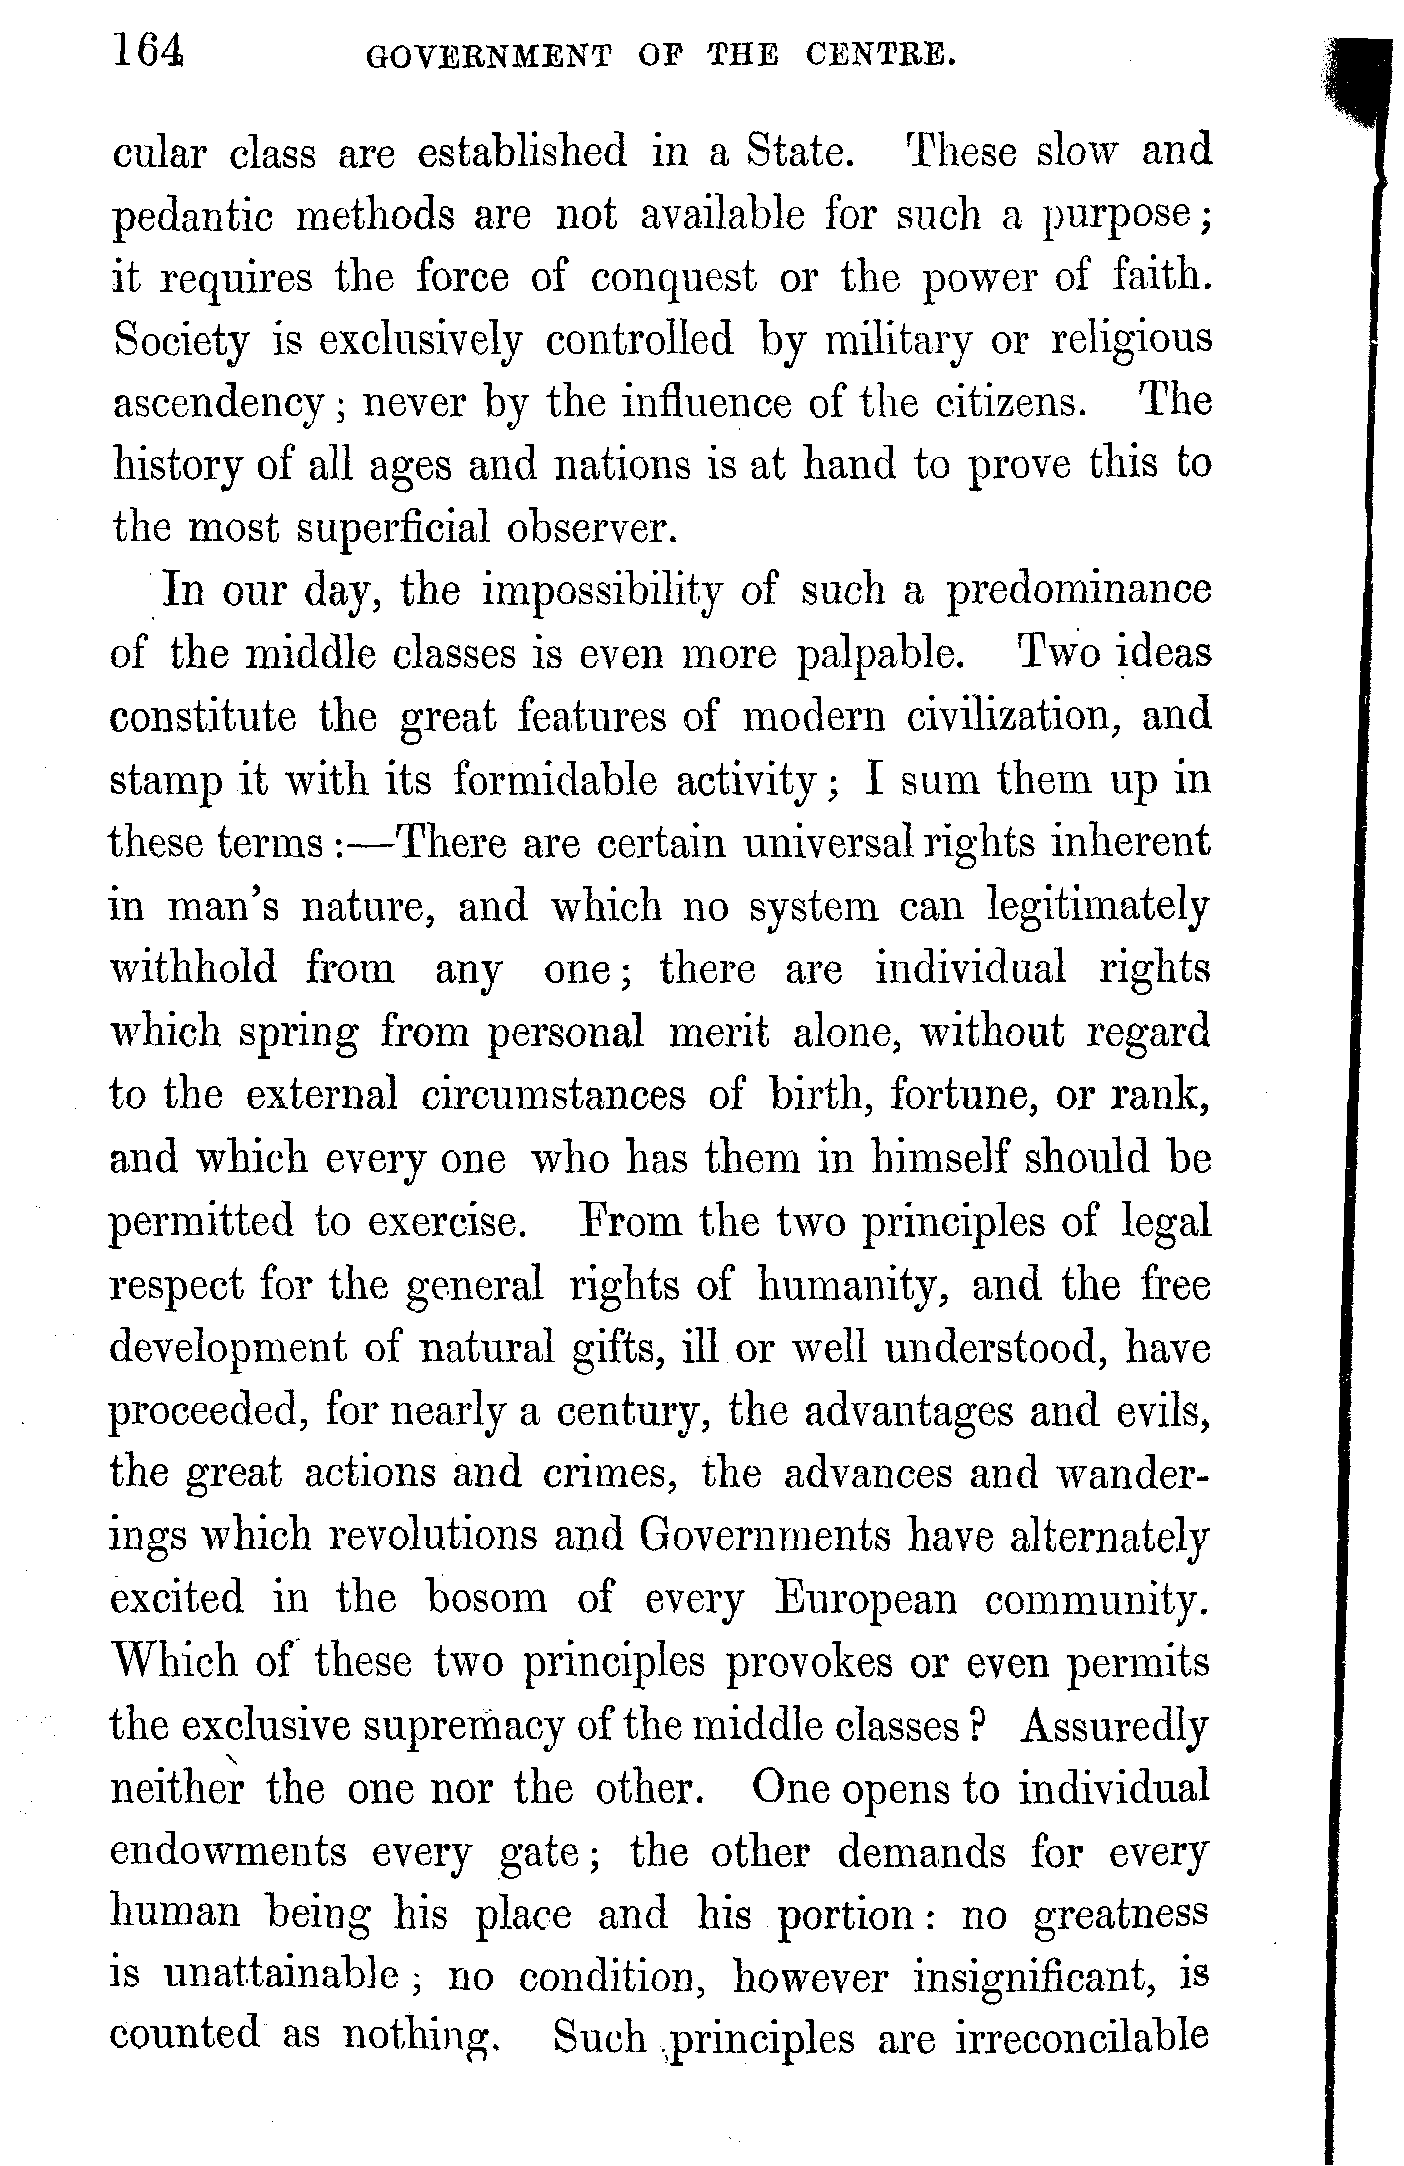 164 GOVERNMENT OF THE CENTRE.
cular class are established in a State. These slow and
pedantic methods are not available for such a purpose;
it requires the force of conquest or the power of faith.
Society is exclusively controlled by military or religious
ascendency; never by the influence of the citizens. The
history of all ages and nations is at hand to prove this to
the most superficial observer.
In our day, the impossibility of such a predominance
of the middle classes is even more palpable. Two ideas
constitute the great features of modern civilization, and
stamp it with its formidable activity; I sum them up in
these terms:—There are certain universal rights inherent
in man's nature, and which no system can legitimately
withhold from any one; there are individual rights
which spring from personal merit alone, without regard
to the external circumstances of birth, fortune, or rank,
and which every one who has them in himself should be
permitted to exercise. From the two principles of legal
respect for the general rights of humanity, and the free
development of natural gifts, ill or well understood, have
proceeded, for nearly a century, the advantages and evils,
the great actions and crimes, the advances and wander-
ings which revolutions and Governments have alternately
excited in the bosom of every European community.
Which of these two principles provokes or even permits
the exclusive supremacy of the middle classes? Assuredly
neither the one nor the other. One opens to individual
endowments every gate; the other demands for every
human being his place and his portion: no greatness
is unattainable; no condition, however insignificant, is
counted as nothing. Such principles are irreconcilable